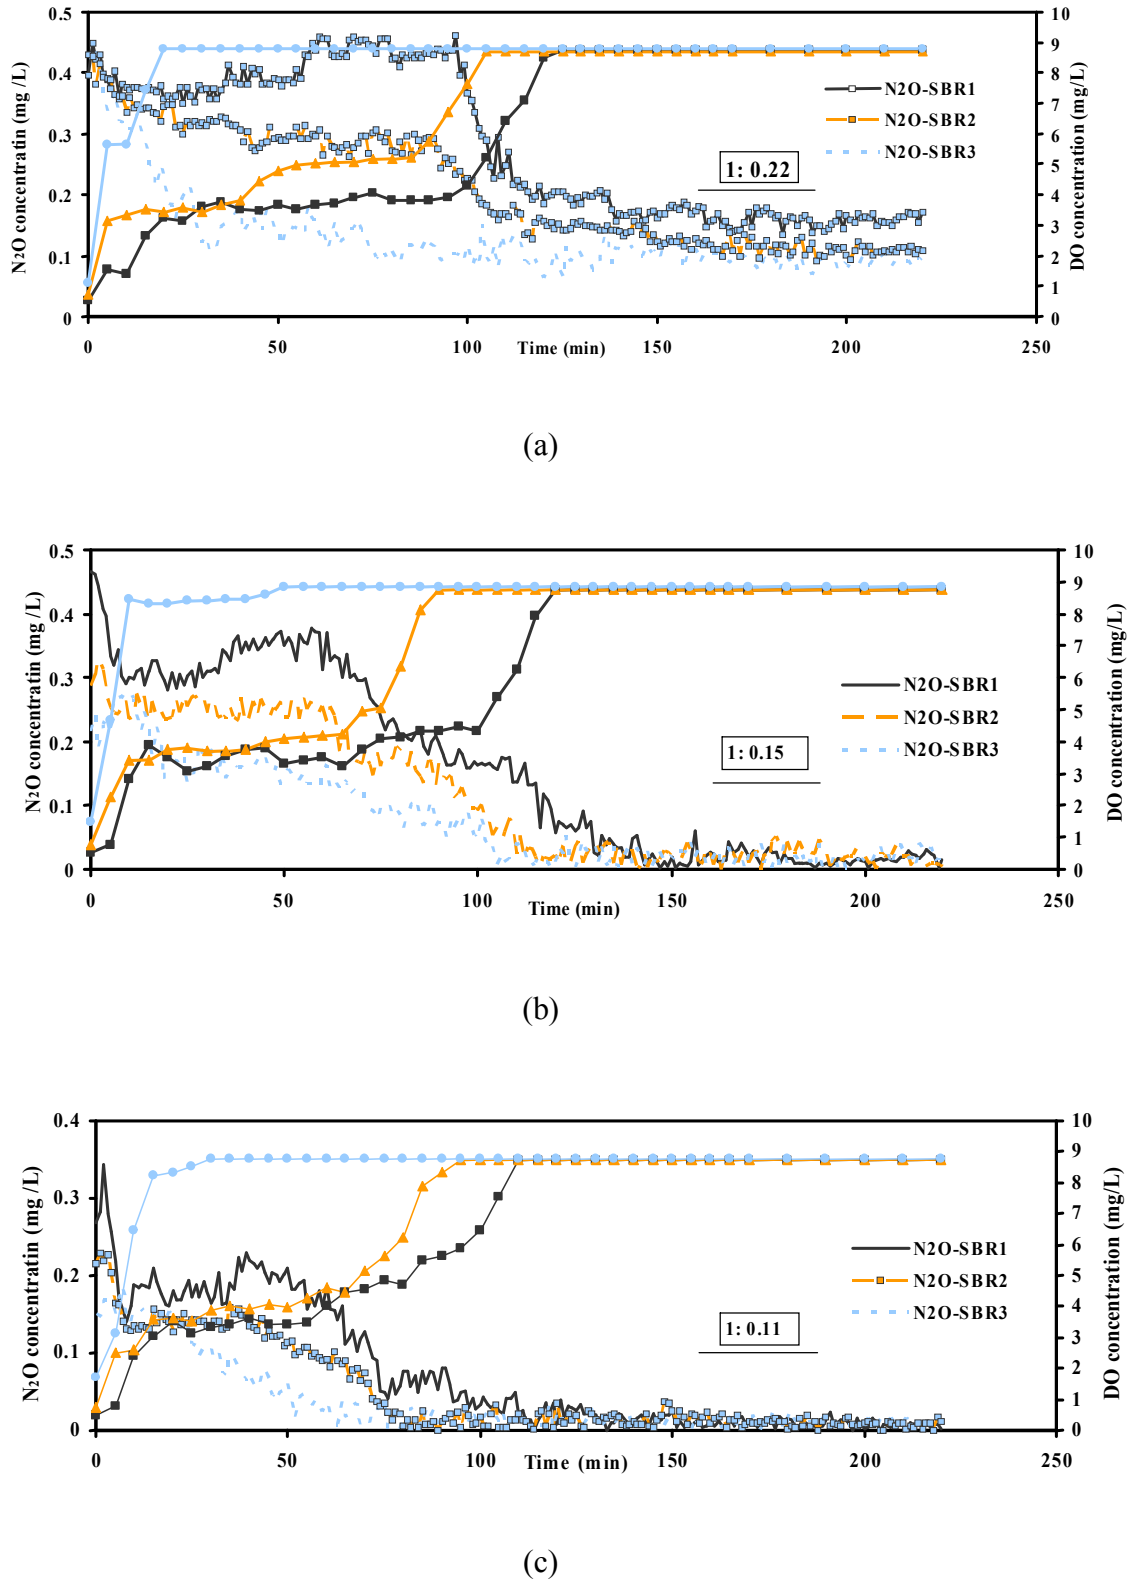 N2O concentratin (mg /L)
0.5
0.4
0.3
0.2
0.1
0
10
9
8
7
6
5
4
3
2
1
0
DO concentration (mg/L)
N2O-SBR1
N2O-SBR2
N2O-SBR3
1: 0.22
0 50 100 150 200 250
Time (min)
(a)
N2O concentratin (mg /L)
0.5
0.4
0.3
0.2
0.1
0
10
9
8
7
6
5
4
3
2
1
0
DO concentration (mg/L)
N2O-SBR1
N2O-SBR2
N2O-SBR3
1: 0.15
0 50 100 150 200 250
Time (min)
(b)
N2O concentratin (mg /L)
0.4
0.3
0.2
0.1
0
10
9
8
7
6
5
4
3
2
1
0
DO concentration (mg/L)
N2O-SBR1
N2O-SBR2
N2O-SBR3
1: 0.11
0 50 100 150 200 250
Time (min)
(c)